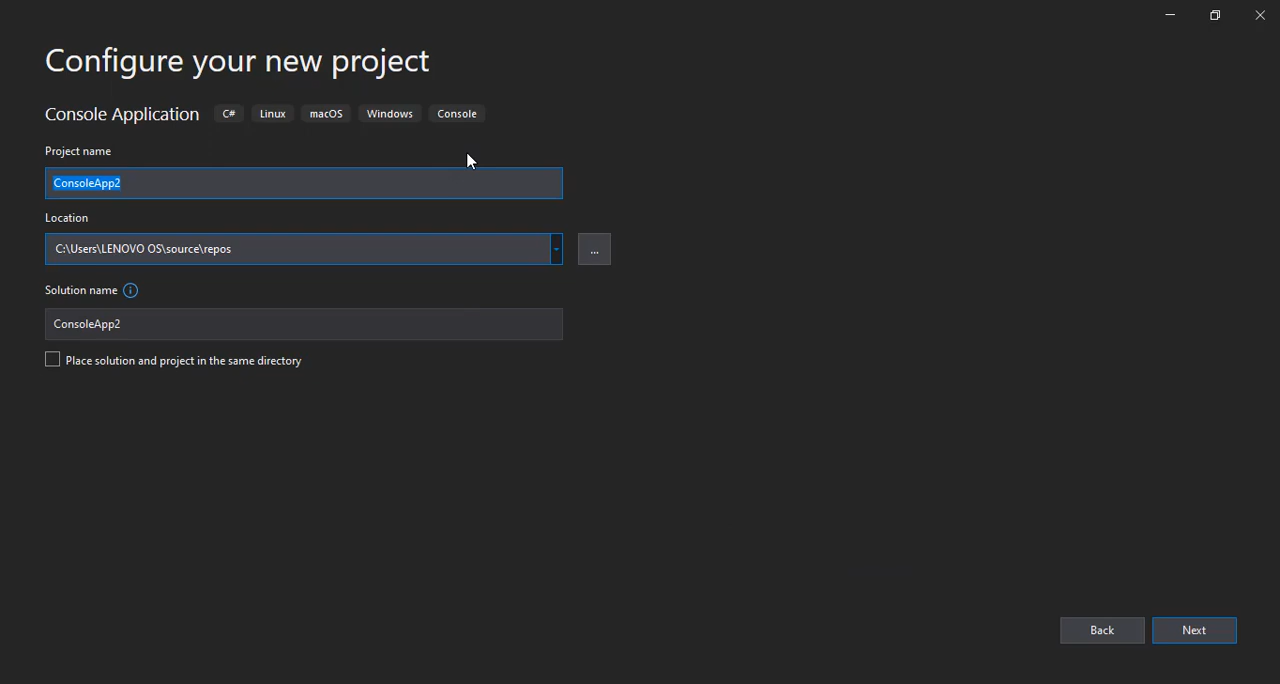 Configure your new project
Console Application C# Linux macOS Windows Console
Project name
ConsoleApp2
Location
C:\Users\LENOVO OS\source\repos
...
Solution name
ConsoleApp2
Place solution and project in the same directory
Back Next